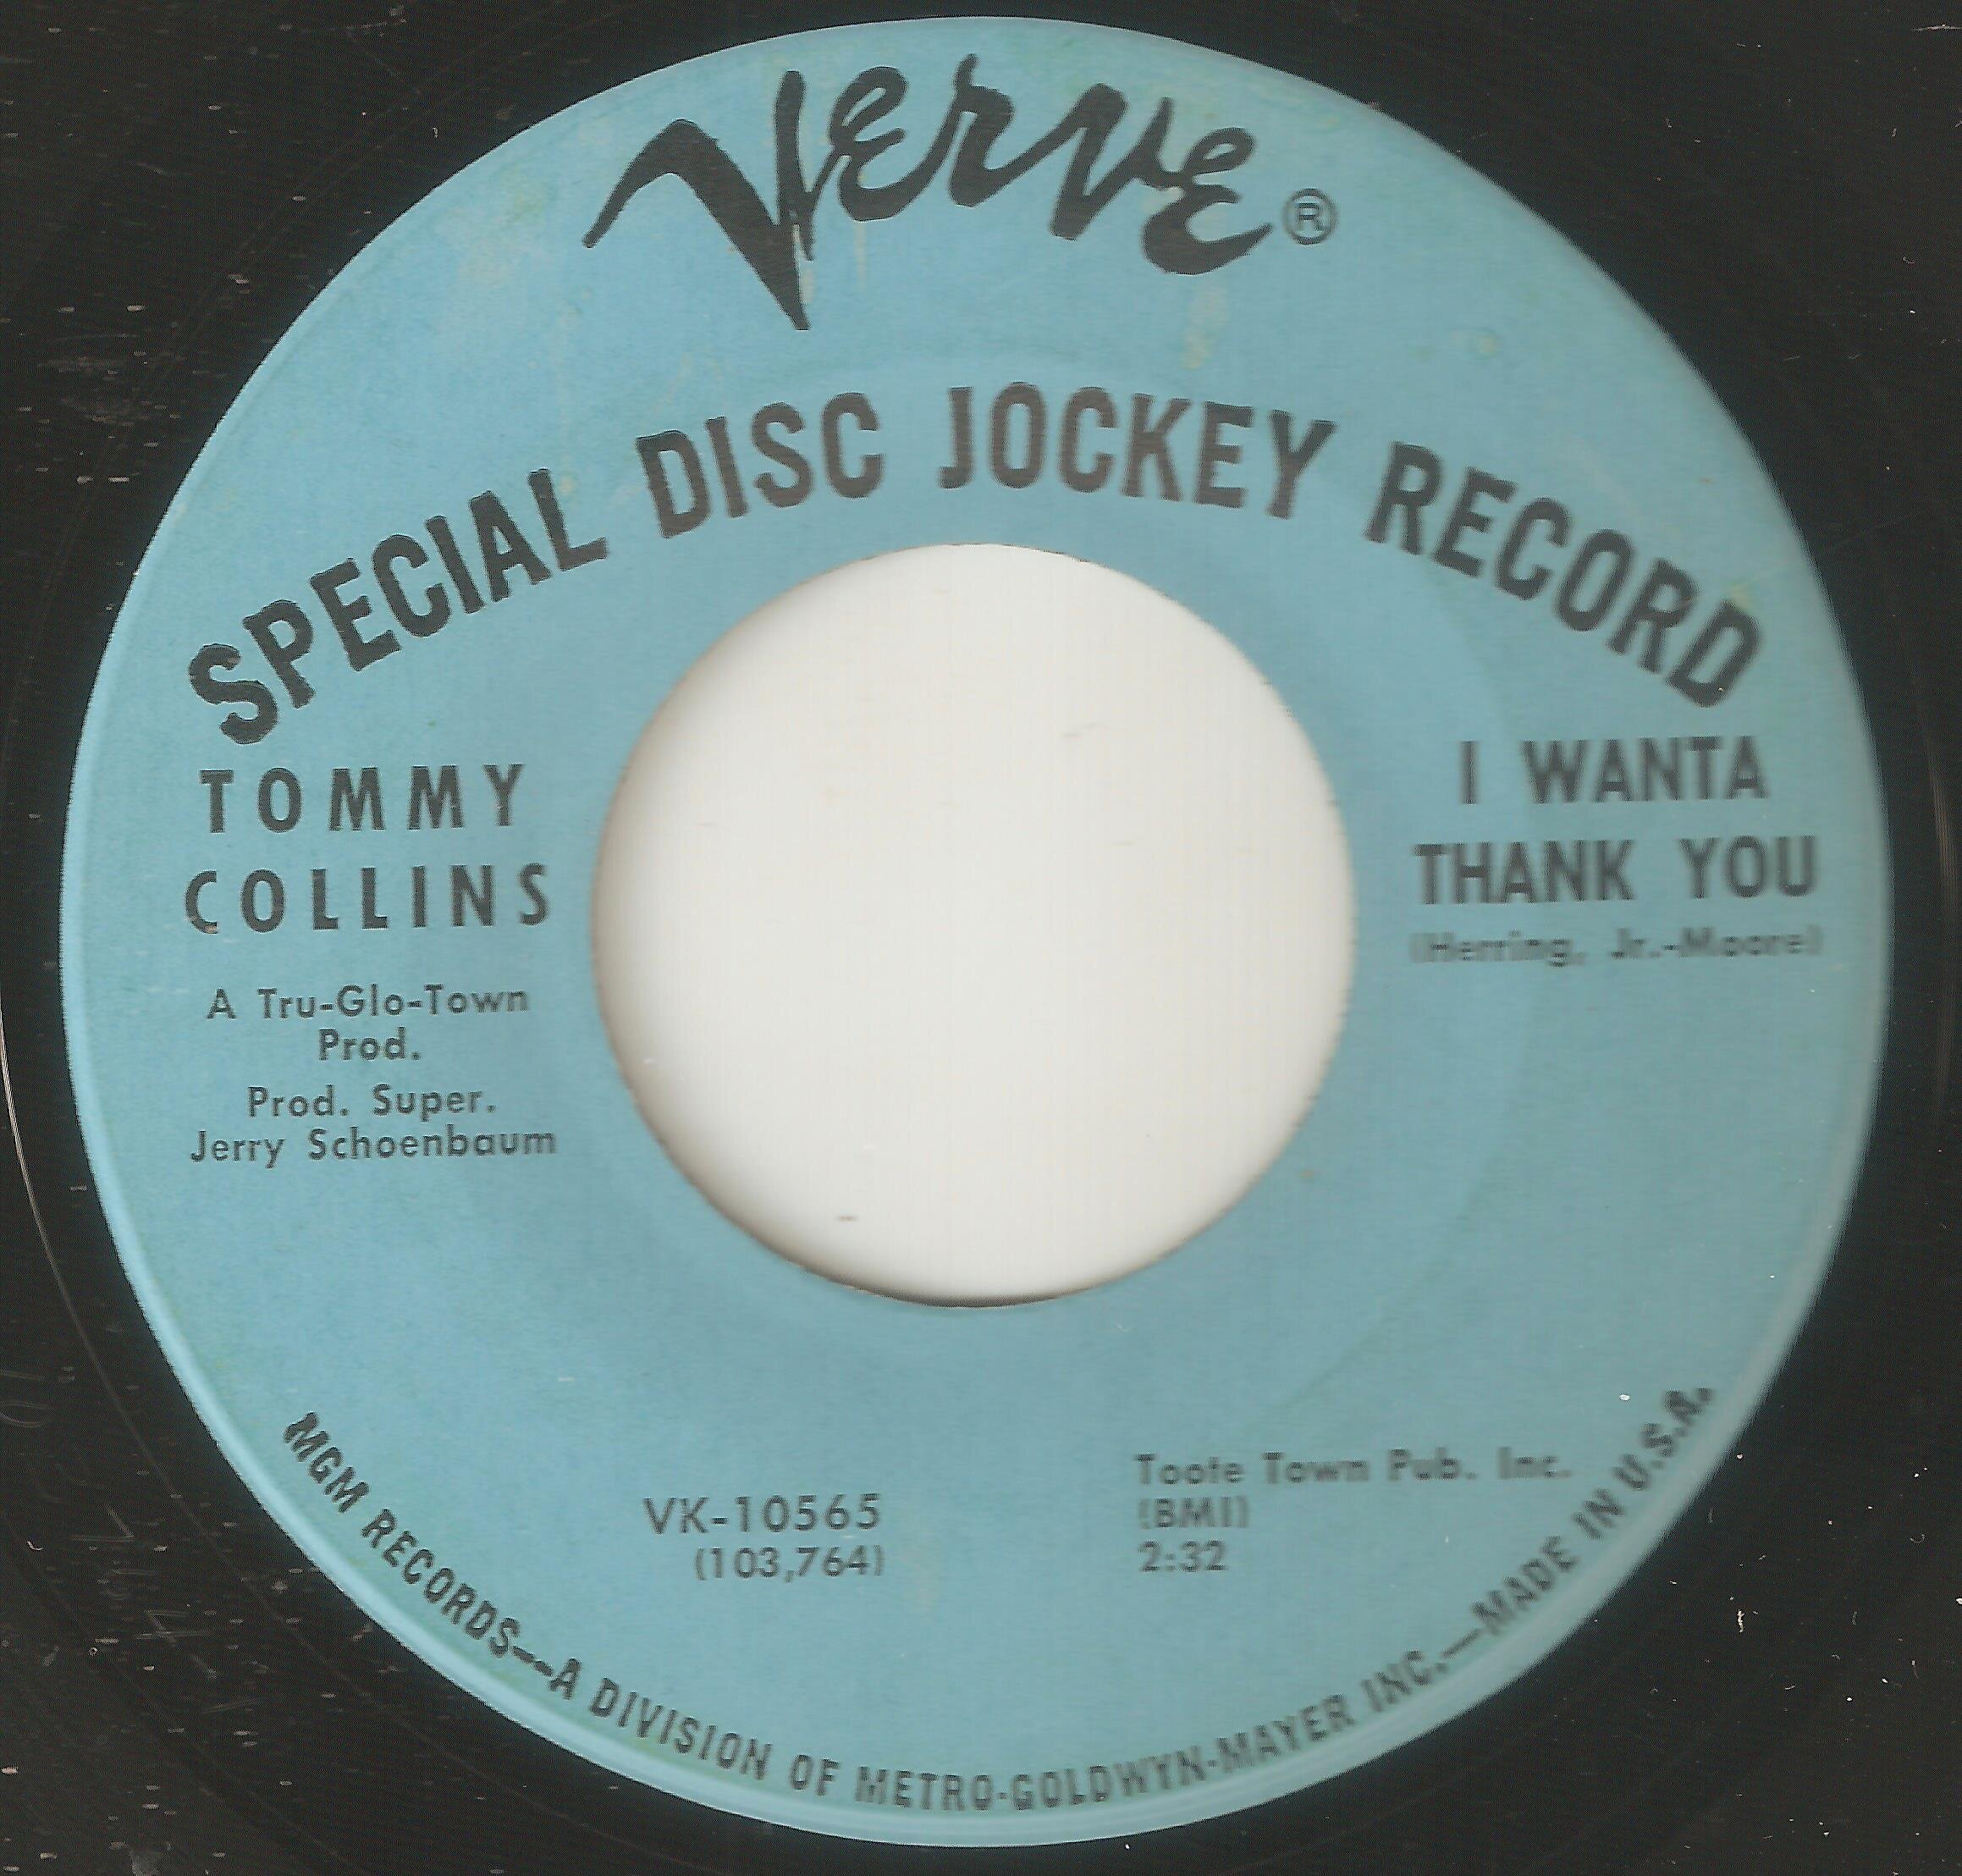 Verve®
SPECIAL DISC JOCKEY RECORD
TOMMY
COLLINS
A Tru-Glo-Town
Prod.
Prod. Super.
Jerry Schoenbaum
I WANTA
THANK YOU
(Herring, Jr.-Moore)
VK-10565
(103,764)
Toofe Town Pub. Inc.
(BMI)
2:32
MGM RECORDS—A DIVISION OF METRO-GOLDWYN-MAYER INC.—MADE IN U.S.A.